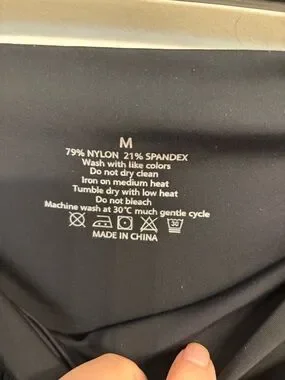 M
79% NYLON 21% SPANDEX
Wash with like colors
Do not dry clean
Iron on medium heat
Tumble dry with low heat
Do not bleach
Machine wash at 30°C much gentle cycle
30
MADE IN CHINA